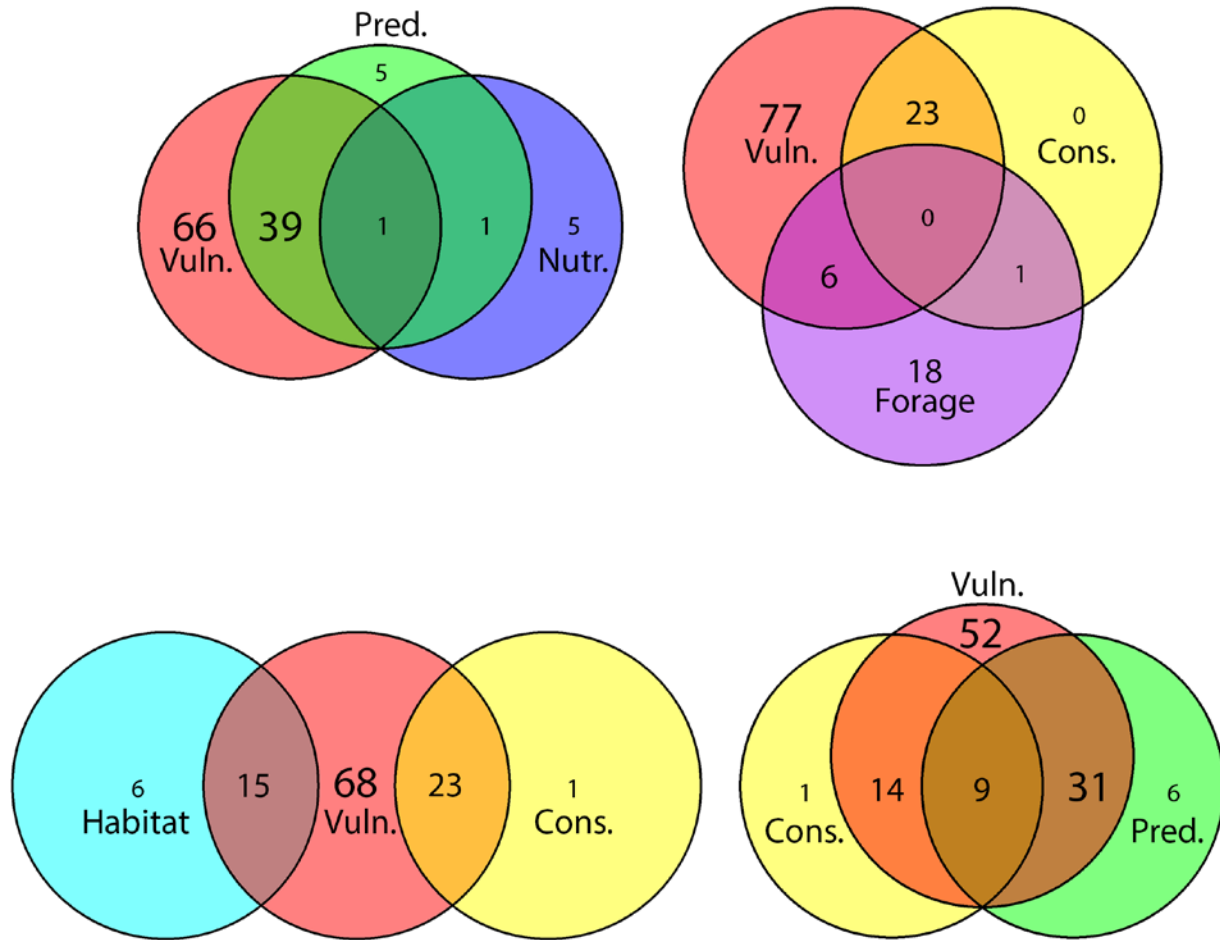 Pred.
5
66
Vuln.
39
1
1
5
Nutr.
77
Vuln.
23
0
Cons.
0
6
1
18
Forage
6
Habitat
15
68
Vuln.
23
1
Cons.
Vuln.
52
1
Cons.
14
9
31
6
Pred.